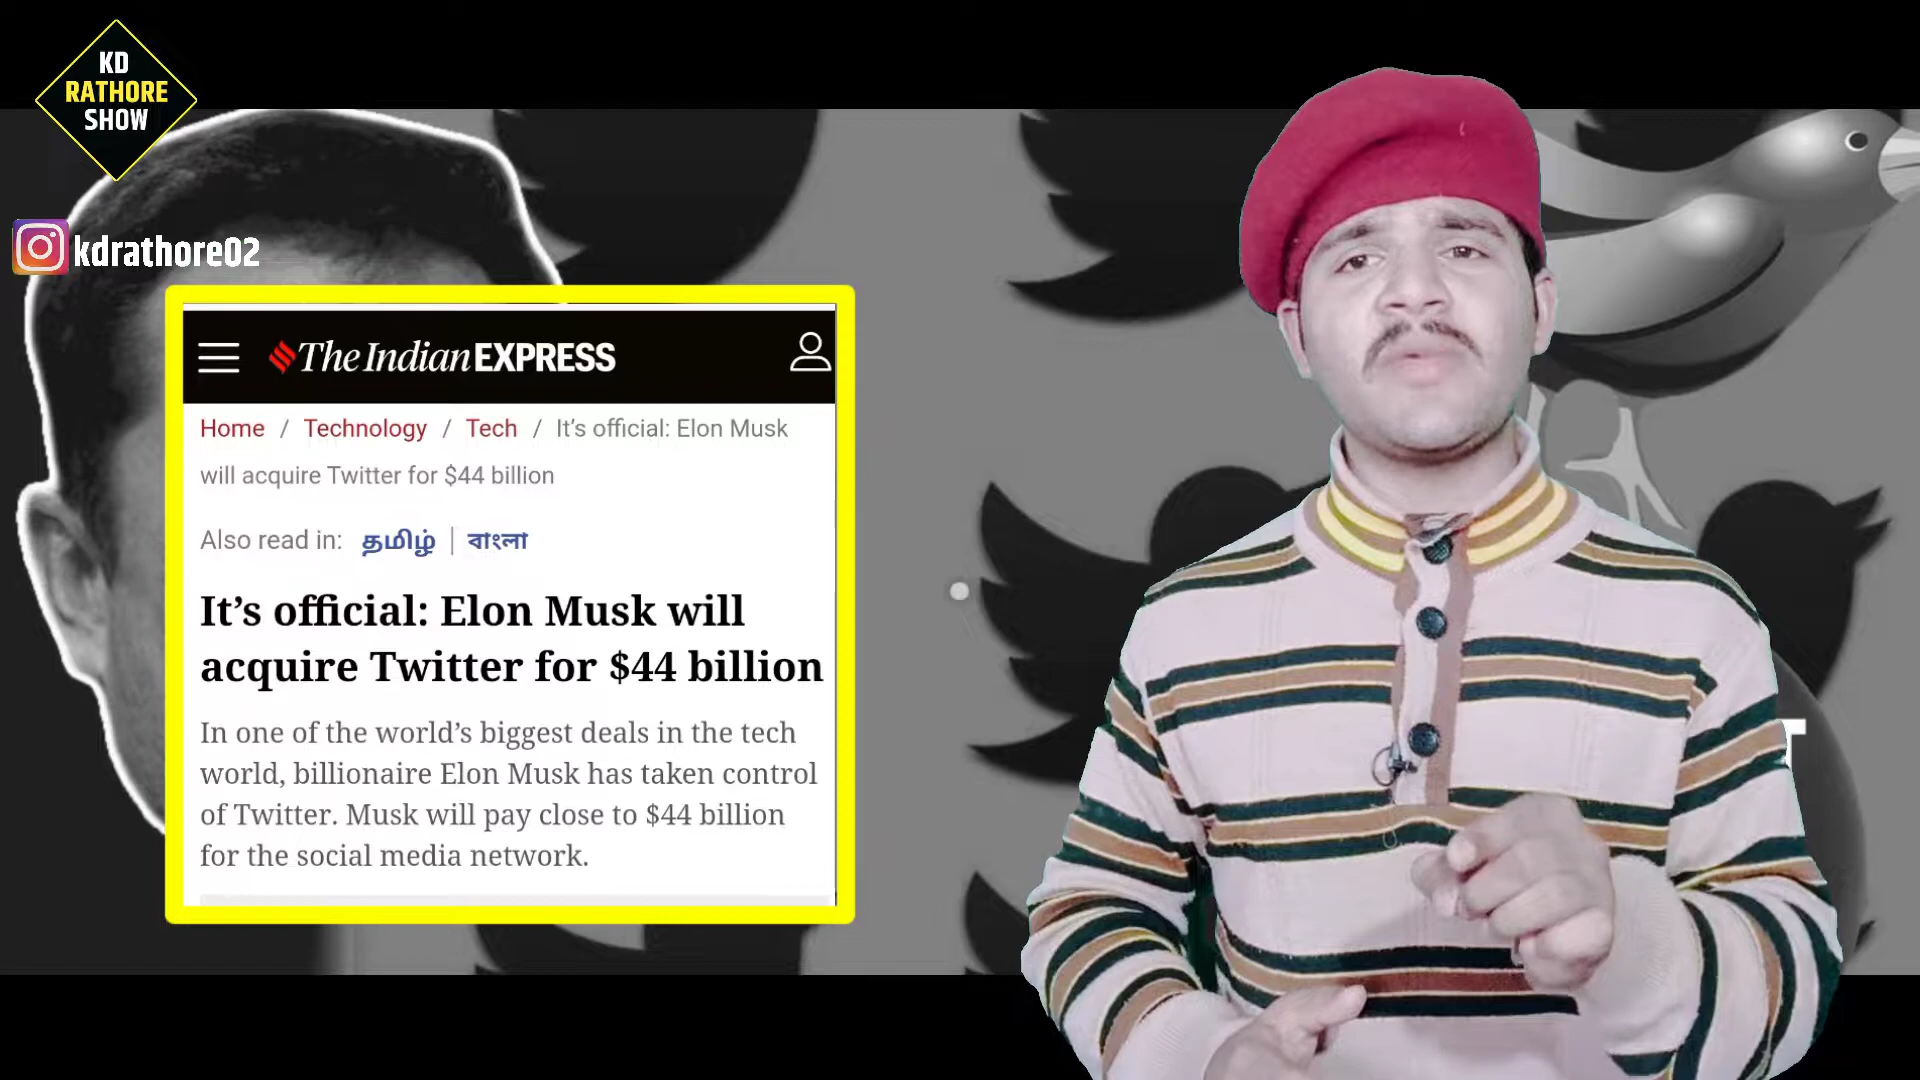 KD
RATHORE
SHOW
kdrathore02
The Indian EXPRESS
Home / Technology / Tech / It’s official: Elon Musk
will acquire Twitter for $44 billion
Also read in: தமிழ் | বাংলা
It’s official: Elon Musk will
acquire Twitter for $44 billion
In one of the world’s biggest deals in the tech
world, billionaire Elon Musk has taken control
of Twitter. Musk will pay close to $44 billion
for the social media network.